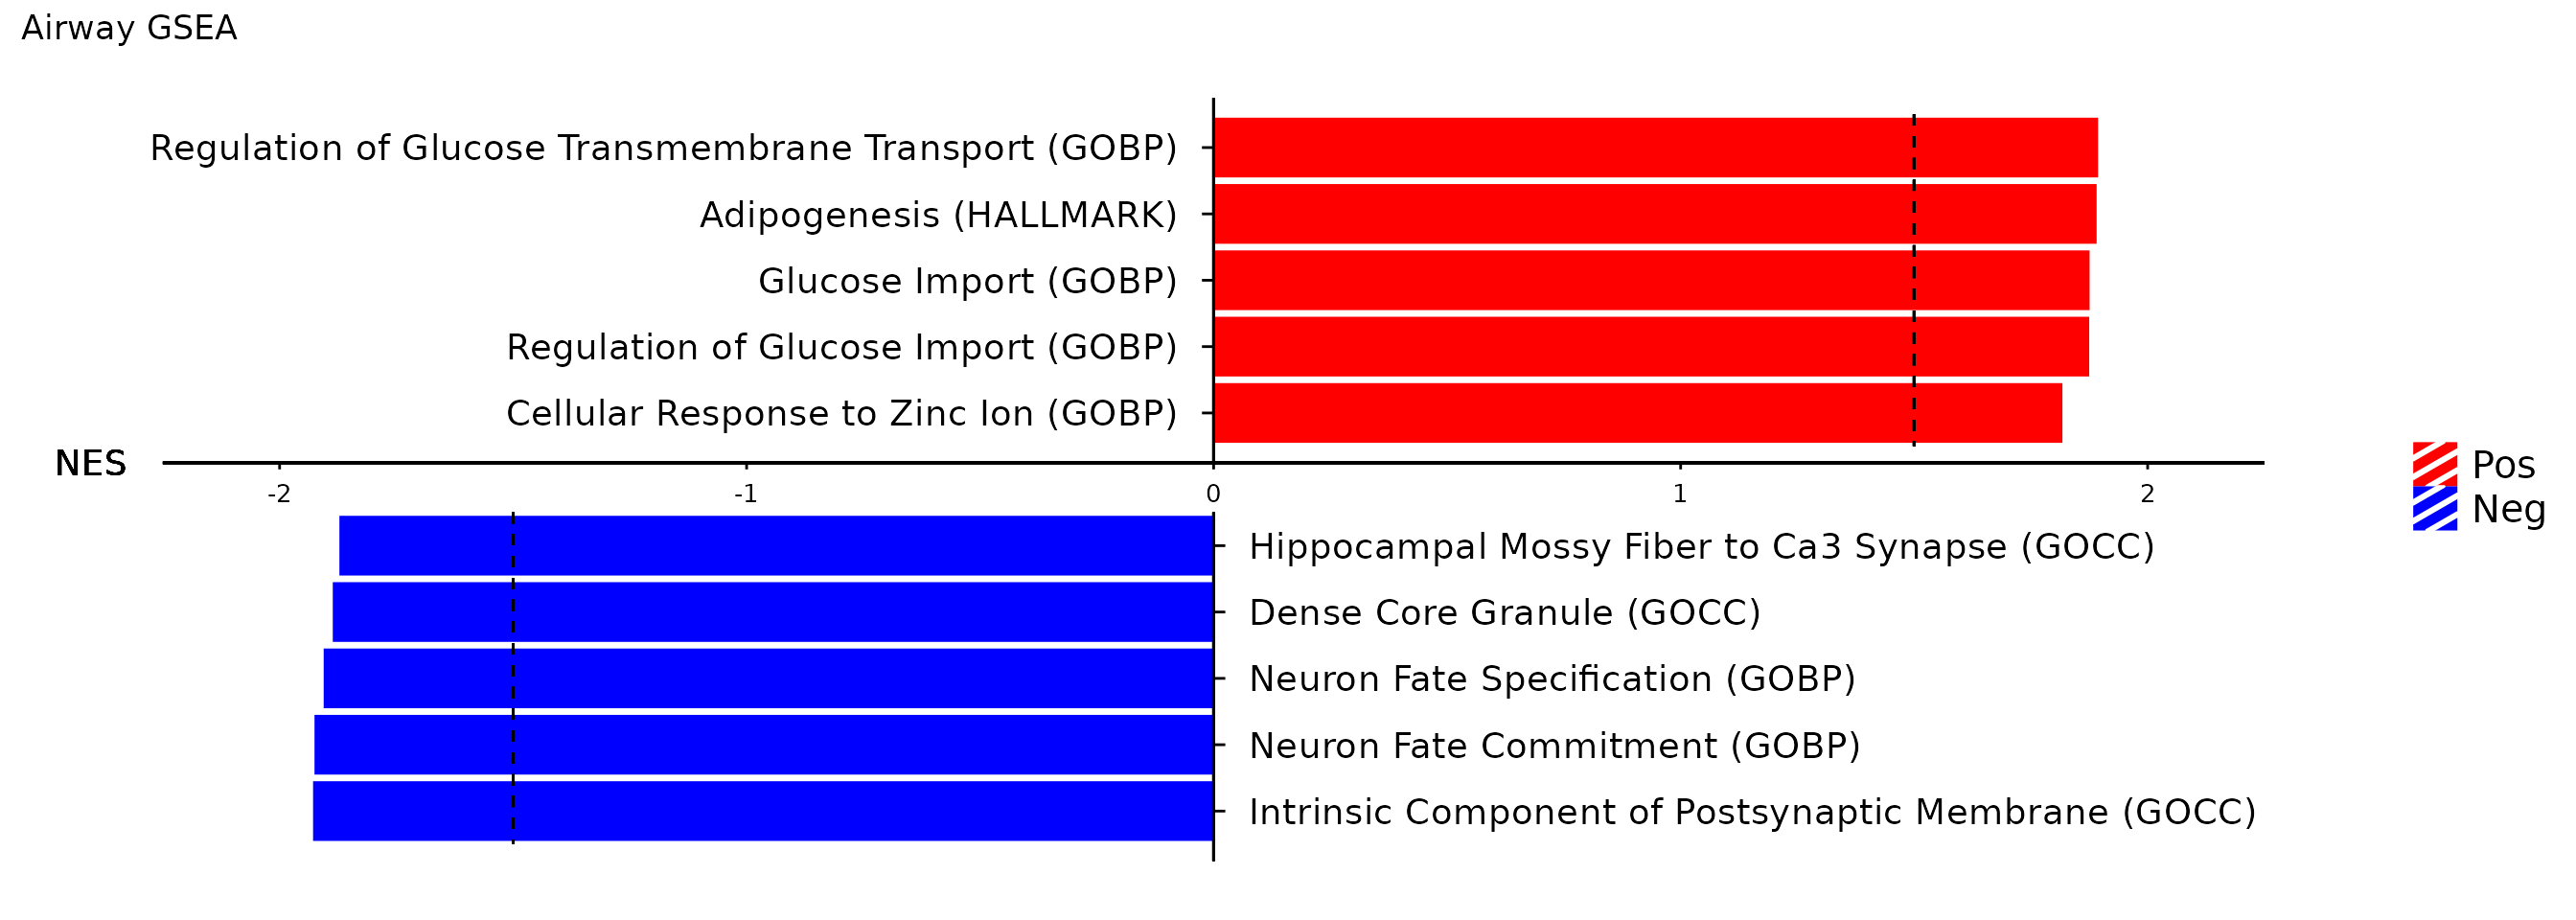 Airway GSEA
Regulation of Glucose Transmembrane Transport (GOBP)
Adipogenesis (HALLMARK)
Glucose Import (GOBP)
Regulation of Glucose Import (GOBP)
Cellular Response to Zinc Ion (GOBP)
NES
-2 -1 0 1 2
Pos
Neg
Hippocampal Mossy Fiber to Ca3 Synapse (GOCC)
Dense Core Granule (GOCC)
Neuron Fate Specification (GOBP)
Neuron Fate Commitment (GOBP)
Intrinsic Component of Postsynaptic Membrane (GOCC)